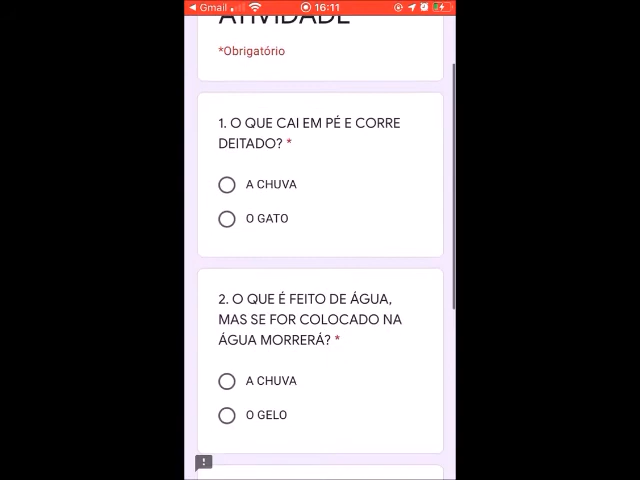 Gmail 16:11
ATIVIDADE
*Obrigatório
1. O QUE CAI EM PÉ E CORRE
DEITADO? *
A CHUVA
O GATO
2. O QUE É FEITO DE ÁGUA,
MAS SE FOR COLOCADO NA
ÁGUA MORRERÁ? *
A CHUVA
O GELO